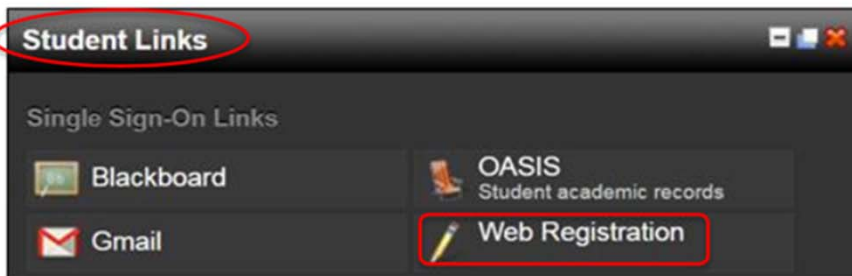 Student Links
Single Sign-On Links
Blackboard
OASIS
Student academic records
Gmail
Web Registration